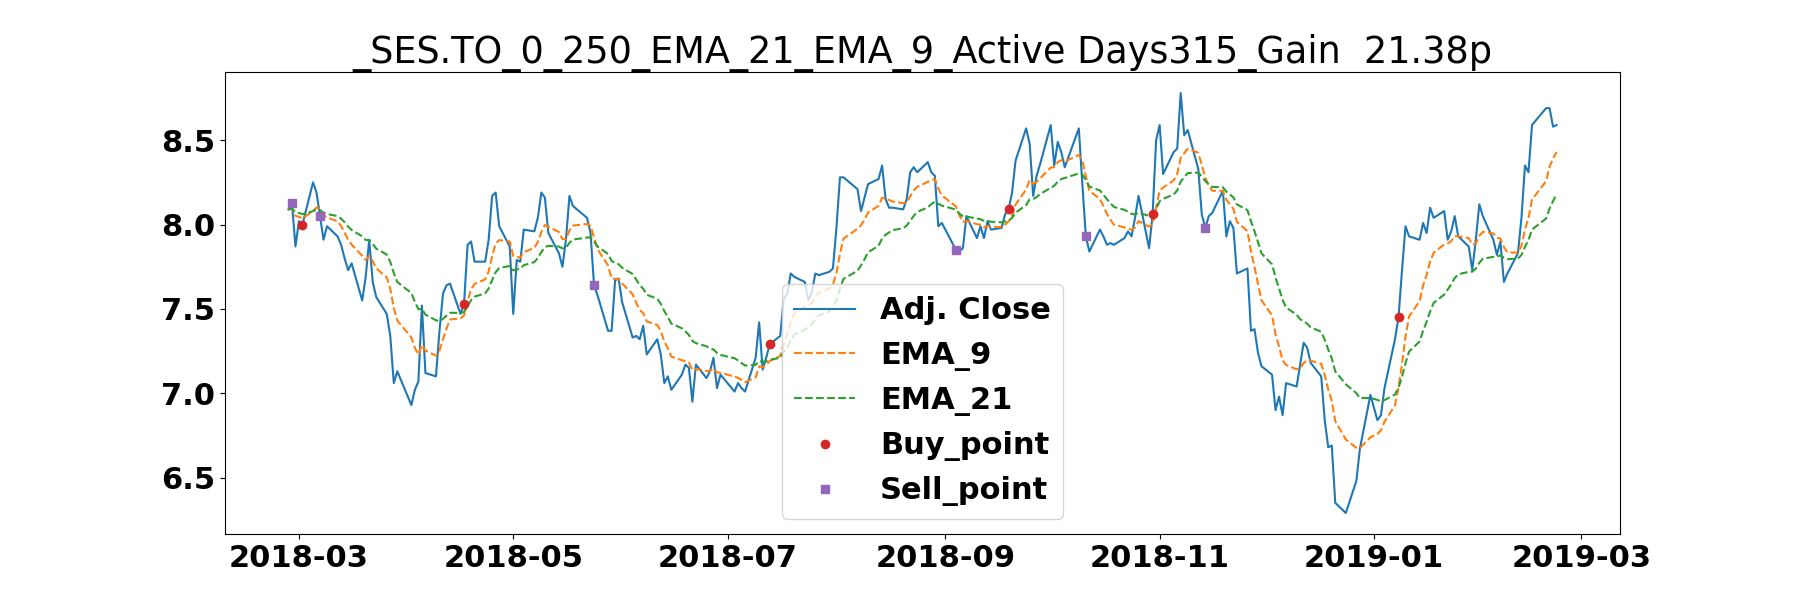 _SES.TO_0_250_EMA_21_EMA_9_Active Days315_Gain  21.38p
8.5
8.0
7.5
7.0
6.5
Adj. Close
EMA_9
EMA_21
Buy_point
Sell_point
2018-03 2018-05 2018-07 2018-09 2018-11 2019-01 2019-03